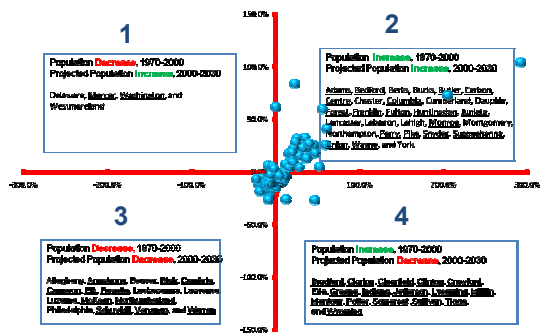 150.0%
1
2
Population Decrease, 1970-2000
Projected Population Increase, 2000-2030
Delaware, Mercer, Washington, and
Westmoreland
Population Increase, 1970-2000
Projected Population Increase, 2000-2030
Adams, Bedford, Berks, Bucks, Butler, Carbon,
Centre, Chester, Columbia, Cumberland, Dauphin,
Forest, Franklin, Fulton, Huntingdon, Juniata,
Lancaster, Lebanon, Lehigh, Monroe, Montgomery,
Northampton, Perry, Pike, Snyder, Susquehanna,
Union, Wayne, and York
100.0%
50.0%
-300.0%
-200.0%
-100.0%
100.0%
200.0%
300.0%
-50.0%
-100.0%
-150.0%
3
4
Population Decrease, 1970-2000
Projected Population Decrease, 2000-2030
Allegheny, Armstrong, Beaver, Blair, Cambria,
Cameron, Elk, Fayette, Lackawanna, Lawrence,
Luzerne, McKean, Northumberland,
Philadelphia, Schuylkill, Venango, and Warren
Population Increase, 1970-2000
Projected Population Decrease, 2000-2030
Bradford, Clarion, Clearfield, Clinton, Crawford,
Erie, Greene, Indiana, Jefferson, Lycoming, Mifflin,
Montour, Potter, Somerset, Sullivan, Tioga,
and Wyoming